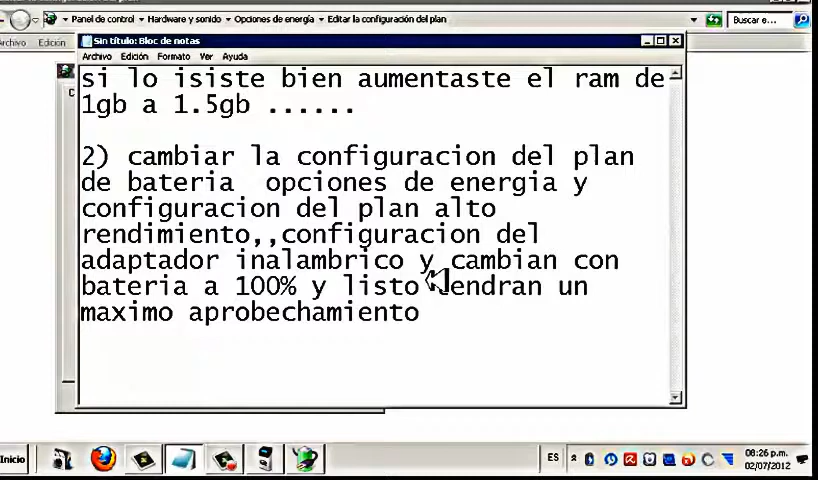 Panel de control ▾ Hardware y sonido ▾ Opciones de energía ▾ Editar la configuración del plan
Buscar e...
rchivo Edición
Sin título: Bloc de notas
Archivo Edición Formato Ver Ayuda
si lo isiste bien aumentaste el ram de
1gb a 1.5gb ......
2) cambiar la configuracion del plan
de bateria opciones de energia y
configuracion del plan alto
rendimiento,,configuracion del
adaptador inalambrico y cambian con
bateria a 100% y listo tendran un
maximo aprobechamiento
Inicio
ES
08:26 p.m.
02/07/2012